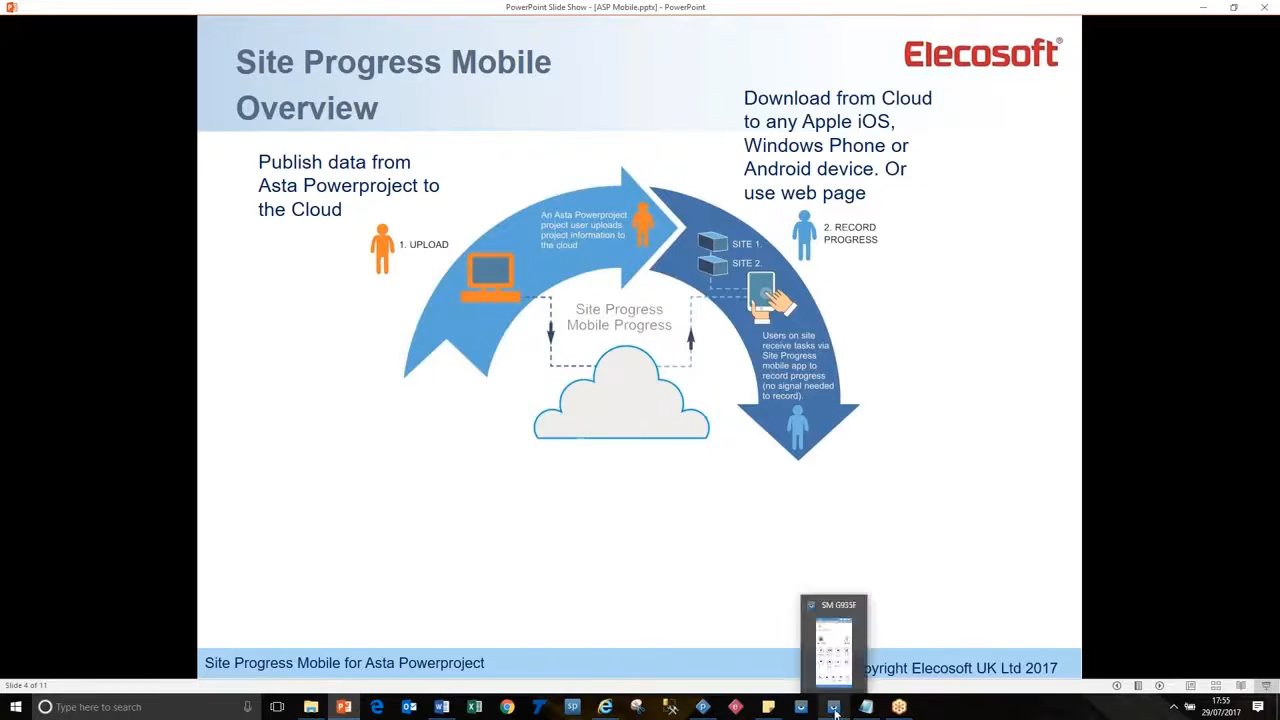 PowerPoint Slide Show - [ASP Mobile.pptx] - PowerPoint
Site Progress Mobile
Overview
Elecosoft®
Download from Cloud
to any Apple iOS,
Windows Phone or
Android device. Or
use web page
Publish data from
Asta Powerproject to
the Cloud
1. UPLOAD
An Asta Powerproject
project user uploads
project information to
the cloud
SITE 1.
SITE 2.
2. RECORD
PROGRESS
Site Progress
Mobile Progress
Users on site
receive tasks via
Site Progress
mobile app to
record progress
(no signal needed
to record).
SM G935F
Site Progress Mobile for Asta Powerproject
pyright Elecosoft UK Ltd 2017
Slide 4 of 11
Type here to search
17:55
29/07/2017